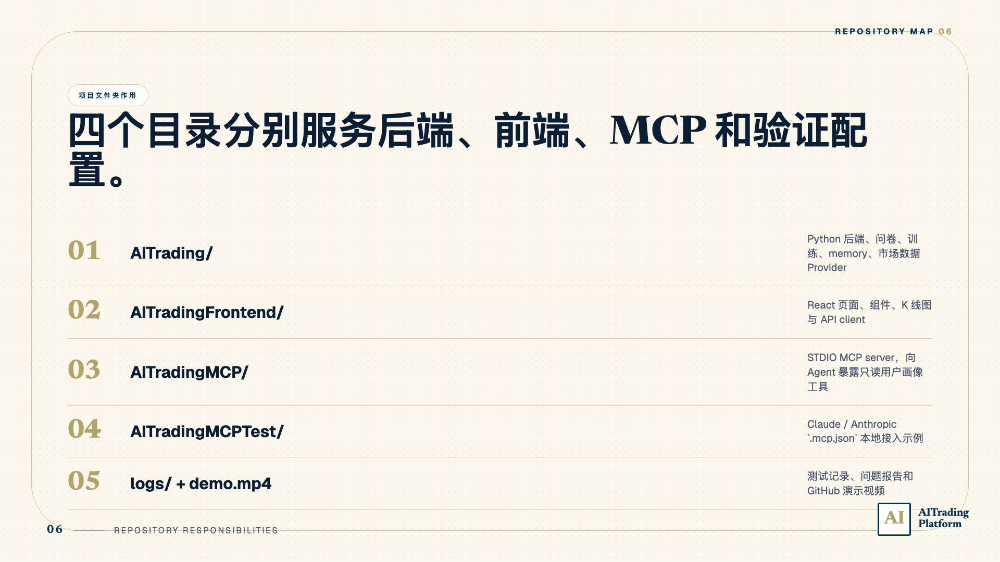 REPOSITORY MAP 06
项目文件夹作用
四个目录分别服务后端、前端、MCP 和验证配
置。
01
AITrading/
Python 后端、问卷、训
练、memory、市场数据
Provider
02
AITradingFrontend/
React 页面、组件、K 线图
与 API client
03
AITradingMCP/
STDIO MCP server，向
Agent 暴露只读用户画像
工具
04
AITradingMCPTest/
Claude / Anthropic
`.mcp.json` 本地接入示例
05
logs/ + demo.mp4
测试记录、问题报告和
GitHub 演示视频
06
REPOSITORY RESPONSIBILITIES
AI
AITrading
Platform